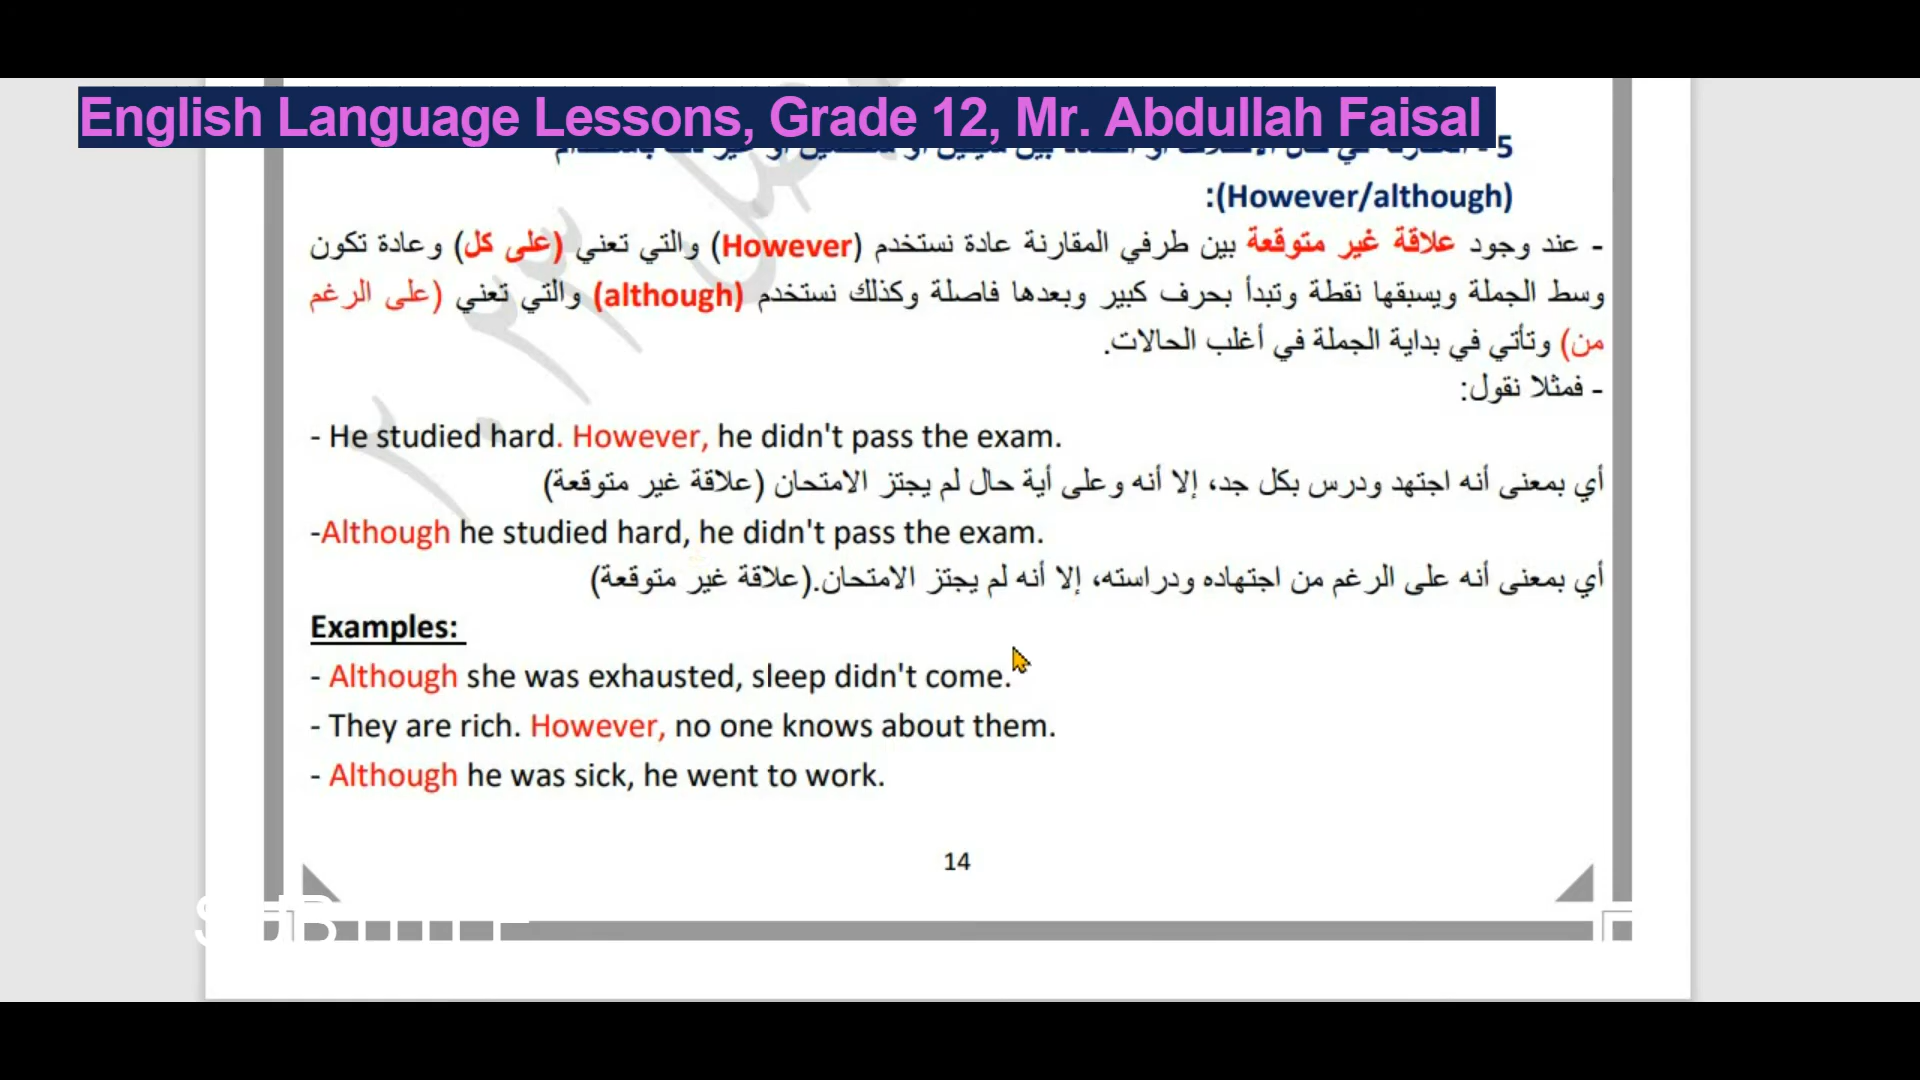 English Language Lessons, Grade 12, Mr. Abdullah Faisal
5 -
(However/although):
- عند وجود علاقة غير متوقعة بين طرفي المقارنة عادة نستخدم (However) والتي تعني (على كل) وعادة تكون
وسط الجملة ويسبقها نقطة وتبدأ بحرف كبير وبعدها فاصلة وكذلك نستخدم (although) والتي تعني (على الرغم
من) وتأتي في بداية الجملة في أغلب الحالات.
- فمثلا نقول:
- He studied hard. However, he didn't pass the exam.
أي بمعنى أنه اجتهد ودرس بكل جد، إلا أنه وعلى أية حال لم يجتز الامتحان (علاقة غير متوقعة)
-Although he studied hard, he didn't pass the exam.
أي بمعنى أنه على الرغم من اجتهاده ودراسته، إلا أنه لم يجتز الامتحان.(علاقة غير متوقعة)
Examples:
- Although she was exhausted, sleep didn't come.
- They are rich. However, no one knows about them.
- Although he was sick, he went to work.
14